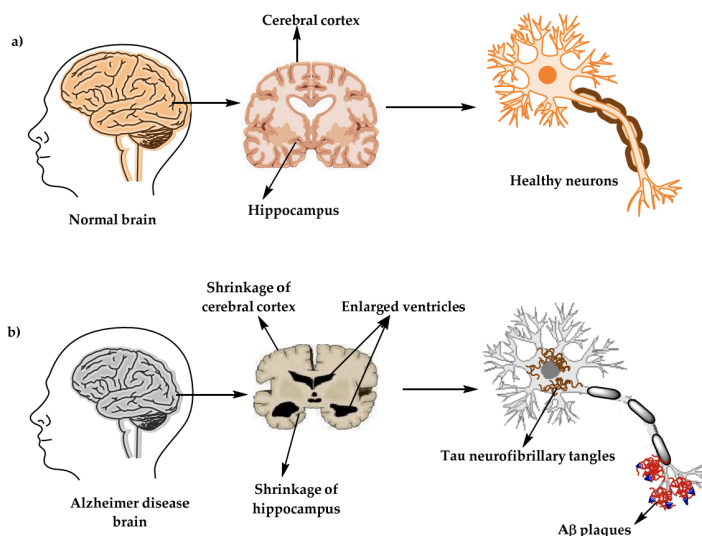 a)
Cerebral cortex
Healthy neurons
Hippocampus
Normal brain
b)
Shrinkage of
cerebral cortex
Enlarged ventricles
Tau neurofibrillary tangles
Shrinkage of
hippocampus
Alzheimer disease
brain
Aβ plaques